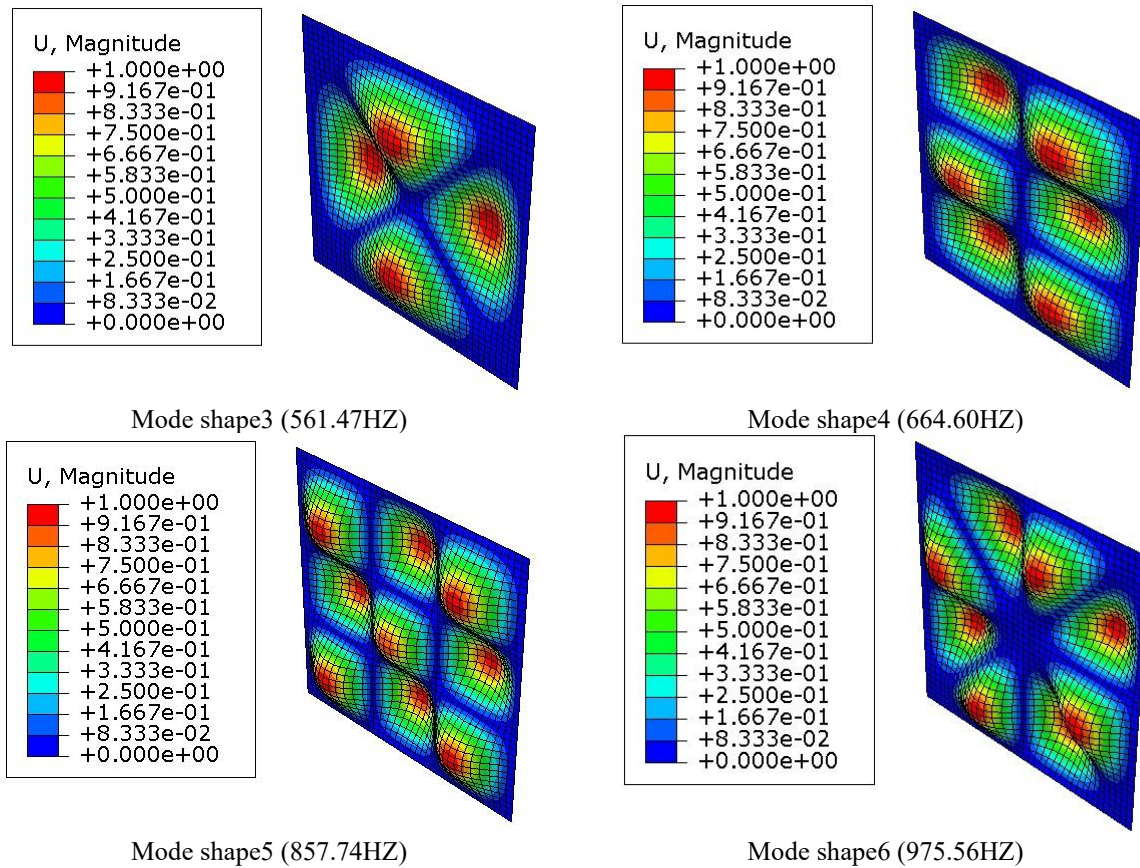 U, Magnitude
+1.000e+00
+9.167e-01
+8.333e-01
+7.500e-01
+6.667e-01
+5.833e-01
+5.000e-01
+4.167e-01
+3.333e-01
+2.500e-01
+1.667e-01
+8.333e-02
+0.000e+00
Mode shape3 (561.47HZ)
U, Magnitude
+1.000e+00
+9.167e-01
+8.333e-01
+7.500e-01
+6.667e-01
+5.833e-01
+5.000e-01
+4.167e-01
+3.333e-01
+2.500e-01
+1.667e-01
+8.333e-02
+0.000e+00
Mode shape4 (664.60HZ)
U, Magnitude
+1.000e+00
+9.167e-01
+8.333e-01
+7.500e-01
+6.667e-01
+5.833e-01
+5.000e-01
+4.167e-01
+3.333e-01
+2.500e-01
+1.667e-01
+8.333e-02
+0.000e+00
Mode shape5 (857.74HZ)
U, Magnitude
+1.000e+00
+9.167e-01
+8.333e-01
+7.500e-01
+6.667e-01
+5.833e-01
+5.000e-01
+4.167e-01
+3.333e-01
+2.500e-01
+1.667e-01
+8.333e-02
+0.000e+00
Mode shape6 (975.56HZ)